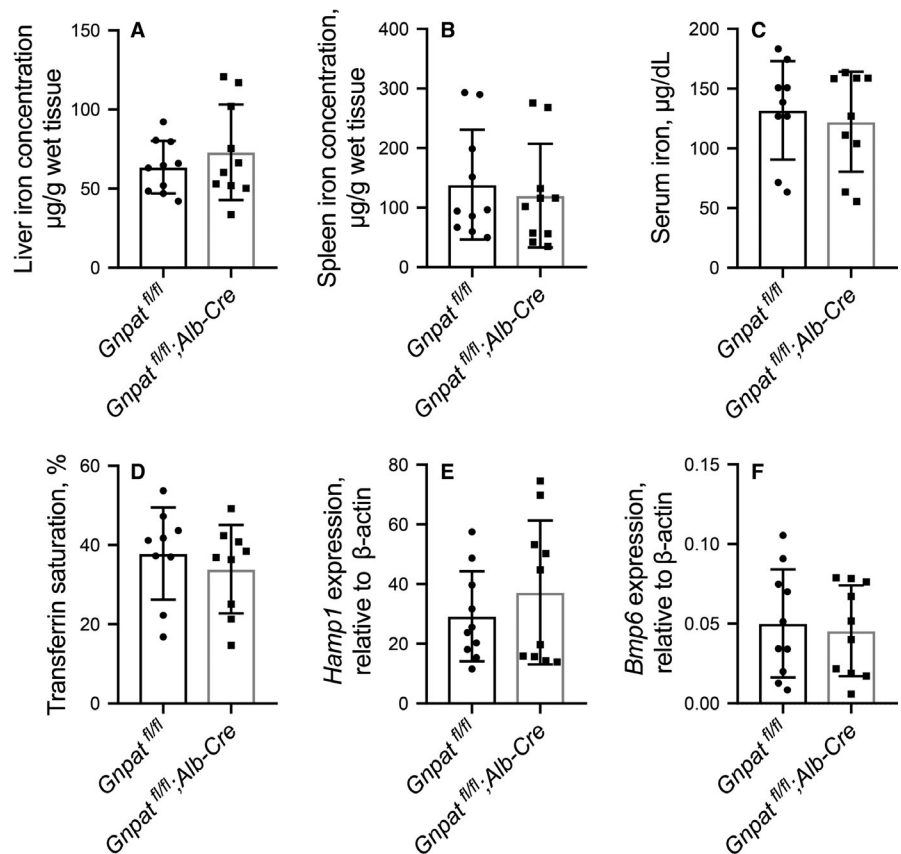 A
Liver iron concentration
μg/g wet tissue
150
100
50
0
Gnpat fl/fl
Gnpat fl/fl;Alb-Cre
B
Spleen iron concentration,
μg/g wet tissue
400
300
200
100
0
Gnpat fl/fl
Gnpat fl/fl;Alb-Cre
C
Serum iron, μg/dL
200
150
100
50
0
Gnpat fl/fl
Gnpat fl/fl;Alb-Cre
D
Transferrin saturation, %
60
40
20
0
Gnpat fl/fl
Gnpat fl/fl;Alb-Cre
E
Hamp1 expression,
relative to β-actin
80
60
40
20
0
Gnpat fl/fl
Gnpat fl/fl;Alb-Cre
F
Bmp6 expression,
relative to β-actin
0.15
0.10
0.05
0.00
Gnpat fl/fl
Gnpat fl/fl;Alb-Cre